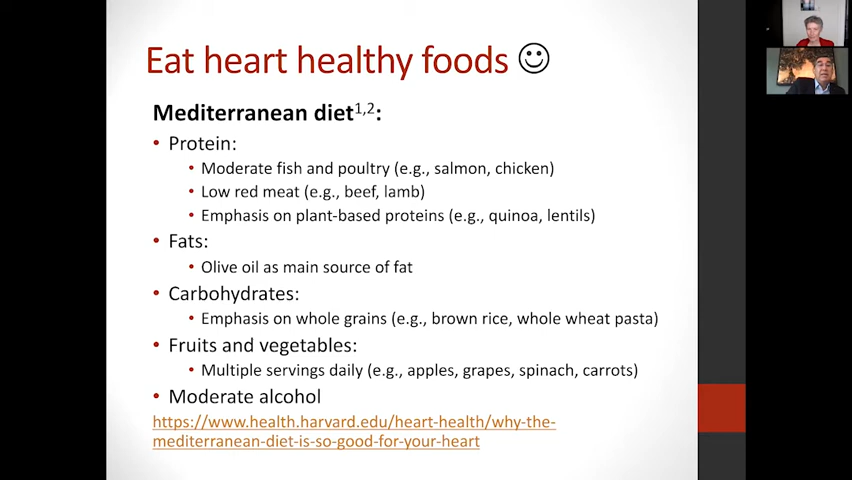 Eat heart healthy foods ☺
Mediterranean diet1,2:
• Protein:
• Moderate fish and poultry (e.g., salmon, chicken)
• Low red meat (e.g., beef, lamb)
• Emphasis on plant-based proteins (e.g., quinoa, lentils)
• Fats:
• Olive oil as main source of fat
• Carbohydrates:
• Emphasis on whole grains (e.g., brown rice, whole wheat pasta)
• Fruits and vegetables:
• Multiple servings daily (e.g., apples, grapes, spinach, carrots)
• Moderate alcohol
https://www.health.harvard.edu/heart-health/why-the-
mediterranean-diet-is-so-good-for-your-heart